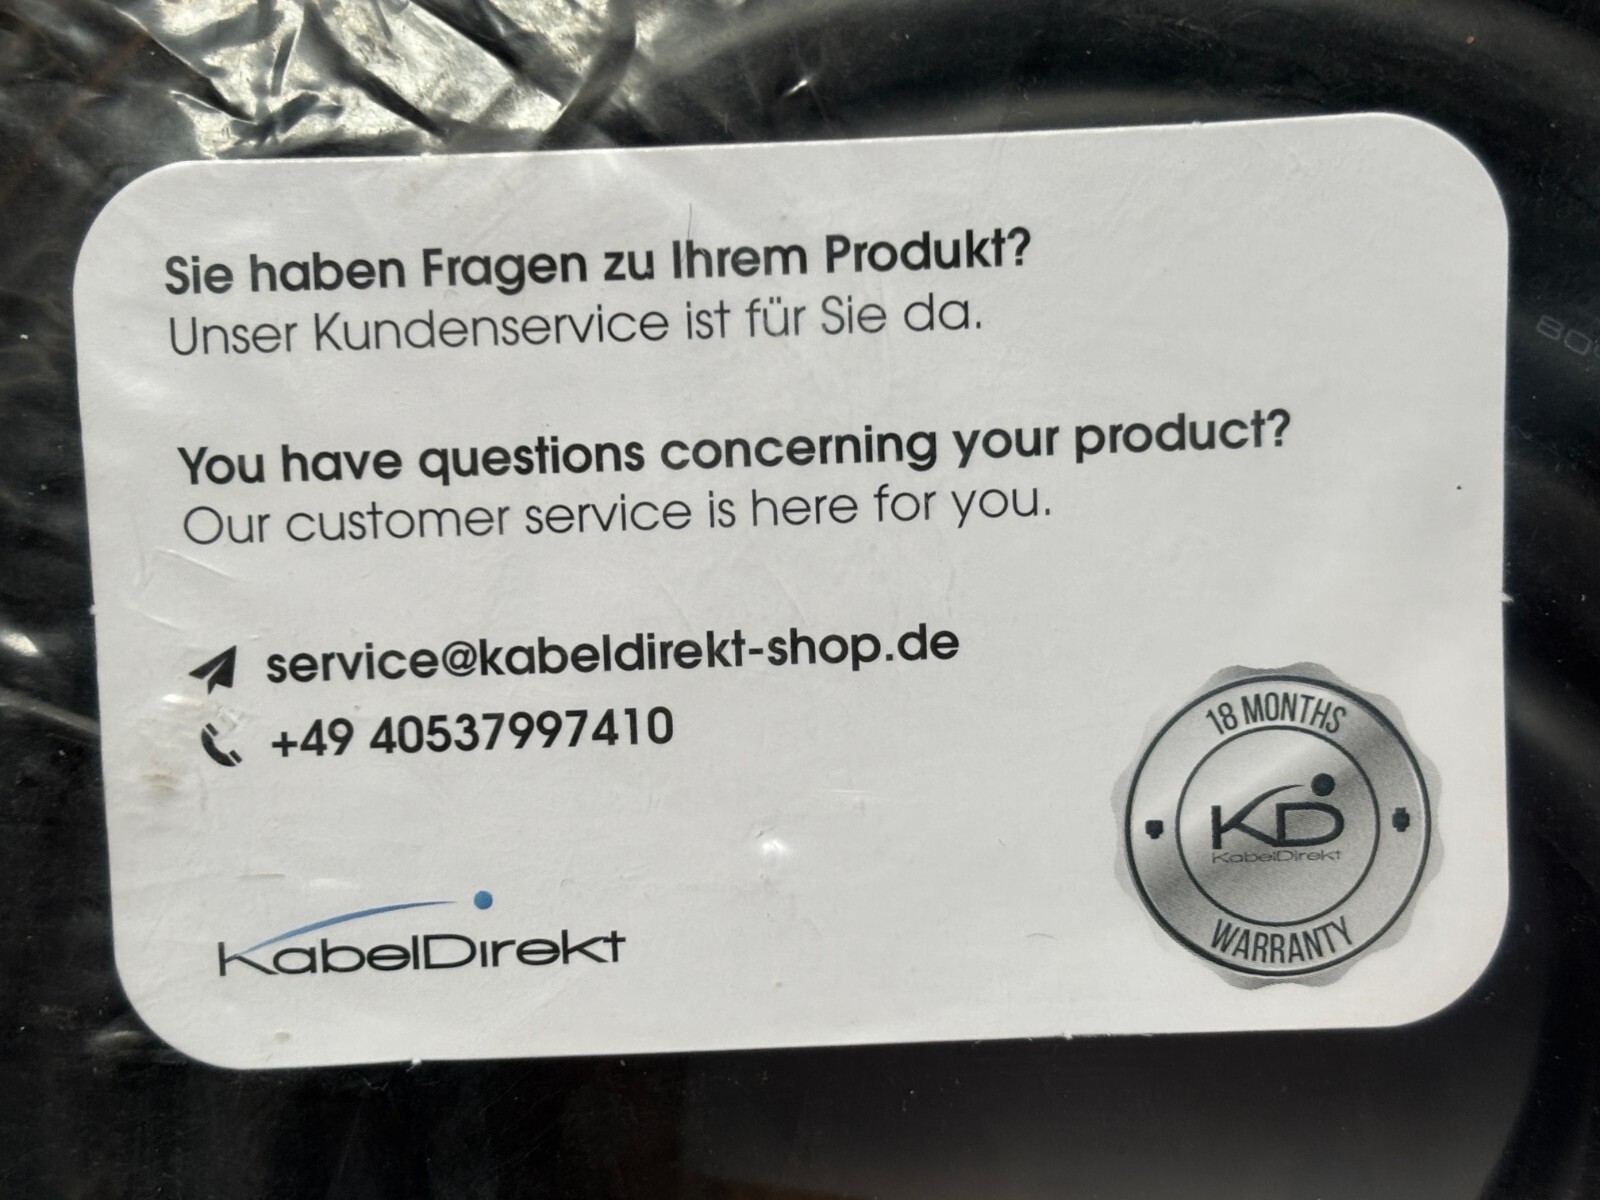 Sie haben Fragen zu Ihrem Produkt?
Unser Kundenservice ist für Sie da.
You have questions concerning your product?
Our customer service is here for you.
service@kabeldirekt-shop.de
+49 40537997410
KabelDirekt
18 MONTHS
KD
KabelDirekt
WARRANTY